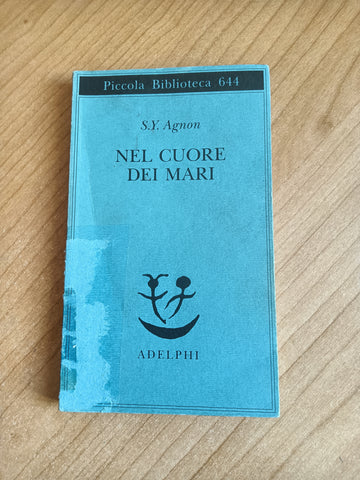 Piccola Biblioteca 644
S.Y. Agnon
NEL CUORE
DEI MARI
ADELPHI